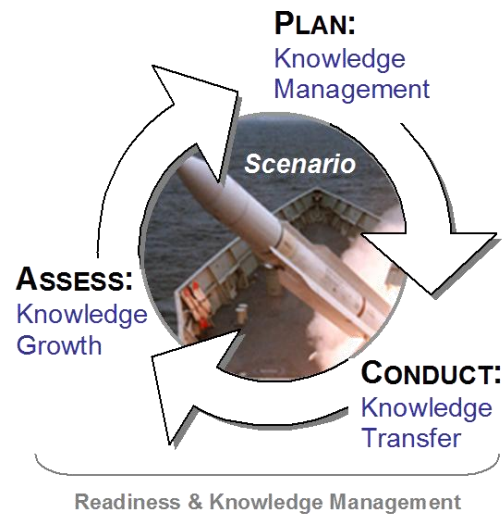 PLAN:
Knowledge
Management
Scenario
ASSESS:
Knowledge
Growth
CONDUCT:
Knowledge
Transfer
Readiness & Knowledge Management